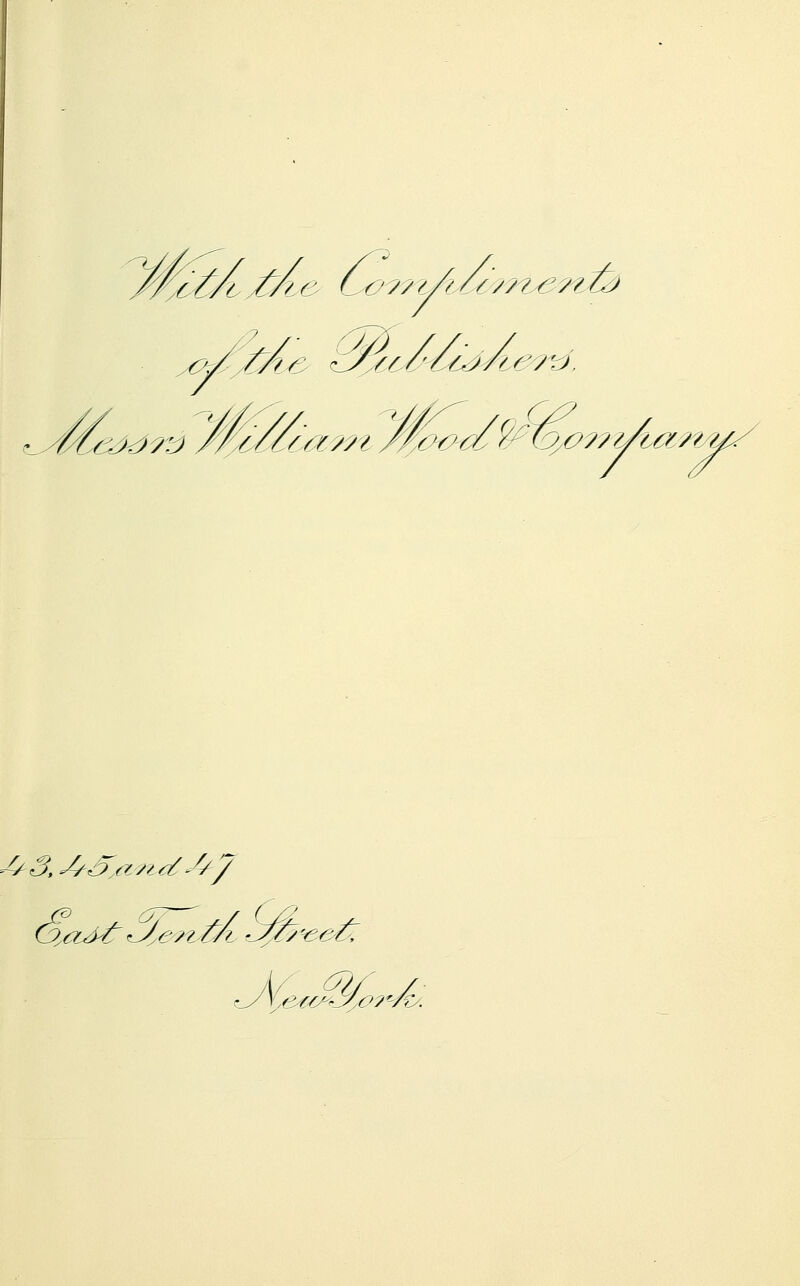 With the Compliments
of the Publishers.
Messrs William Wood & Company.
43, 45, and 47
East Tenth Street,
New York.